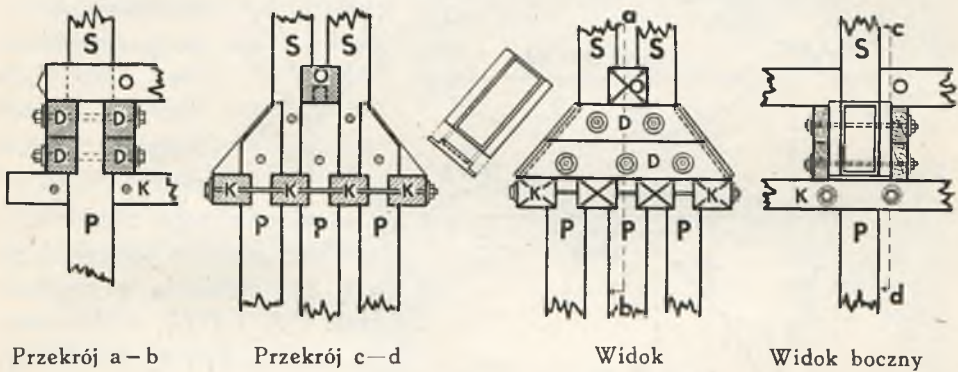 S S S S S a S c
O O O O
D D D D
D D D
K K K K K K K K
P P P P P P P P
b d
Przekrój a–b Przekrój c—d Widok Widok boczny